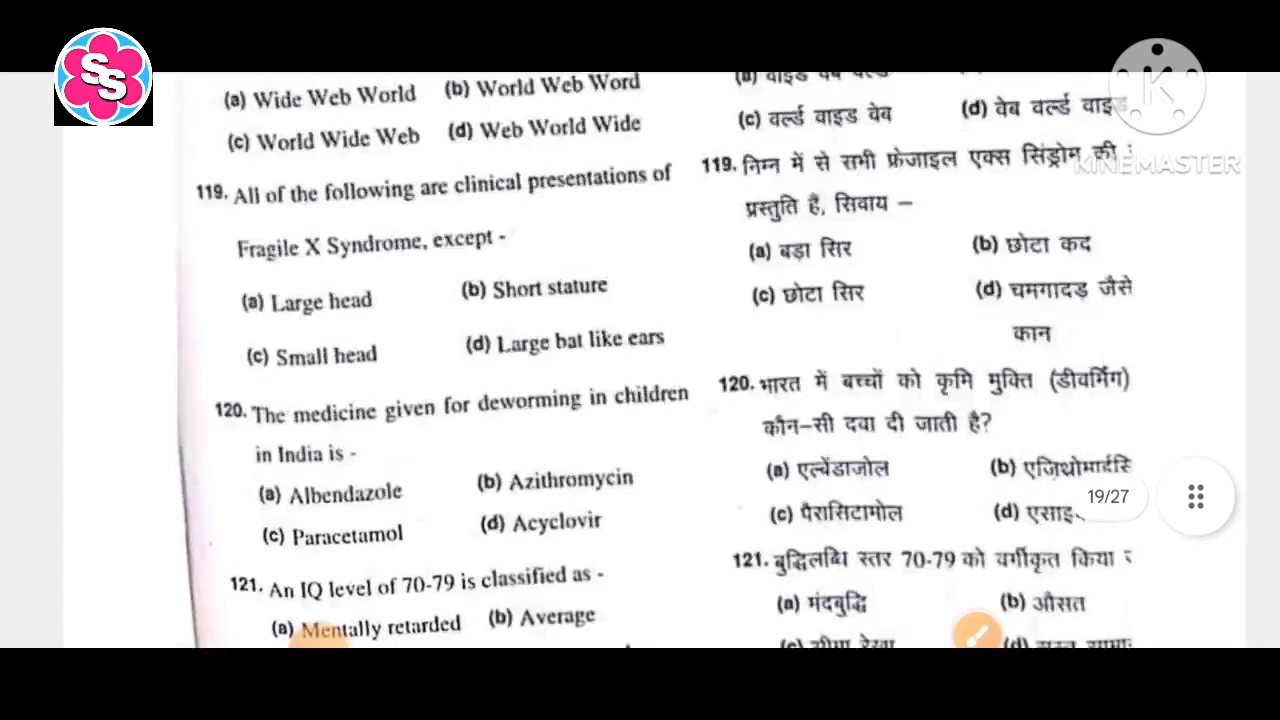 SS
K
KINEMASTER
(a) Wide Web World (b) World Web Word
(c) World Wide Web (d) Web World Wide
119. All of the following are clinical presentations of
Fragile X Syndrome, except -
(a) Large head (b) Short stature
(c) Small head (d) Large bat like ears
120. The medicine given for deworming in children
in India is -
(a) Albendazole (b) Azithromycin
(c) Paracetamol (d) Acyclovir
121. An IQ level of 70-79 is classified as -
(a) Mentally retarded (b) Average
(a) वाइड वेब वर्ल्ड
(c) वर्ल्ड वाइड वेब (d) वेब वर्ल्ड वाइड
119. निम्न में से सभी फ्रेजाइल एक्स सिंड्रोम की
प्रस्तुति हैं, सिवाय –
(a) बड़ा सिर (b) छोटा कद
(c) छोटा सिर (d) चमगादड़ जैसे
कान
120. भारत में बच्चों को कृमि मुक्ति (डीवर्मिंग)
कौन-सी दवा दी जाती है?
(a) एल्बेंडाजोल (b)
(c) पैरासिटामोल (d)
19/27
121. बुद्धिलब्धि स्तर 70-79 को वर्गीकृत किया
(a) मंदबुद्धि (b) औसत
(c) सीमा रेखा (d)